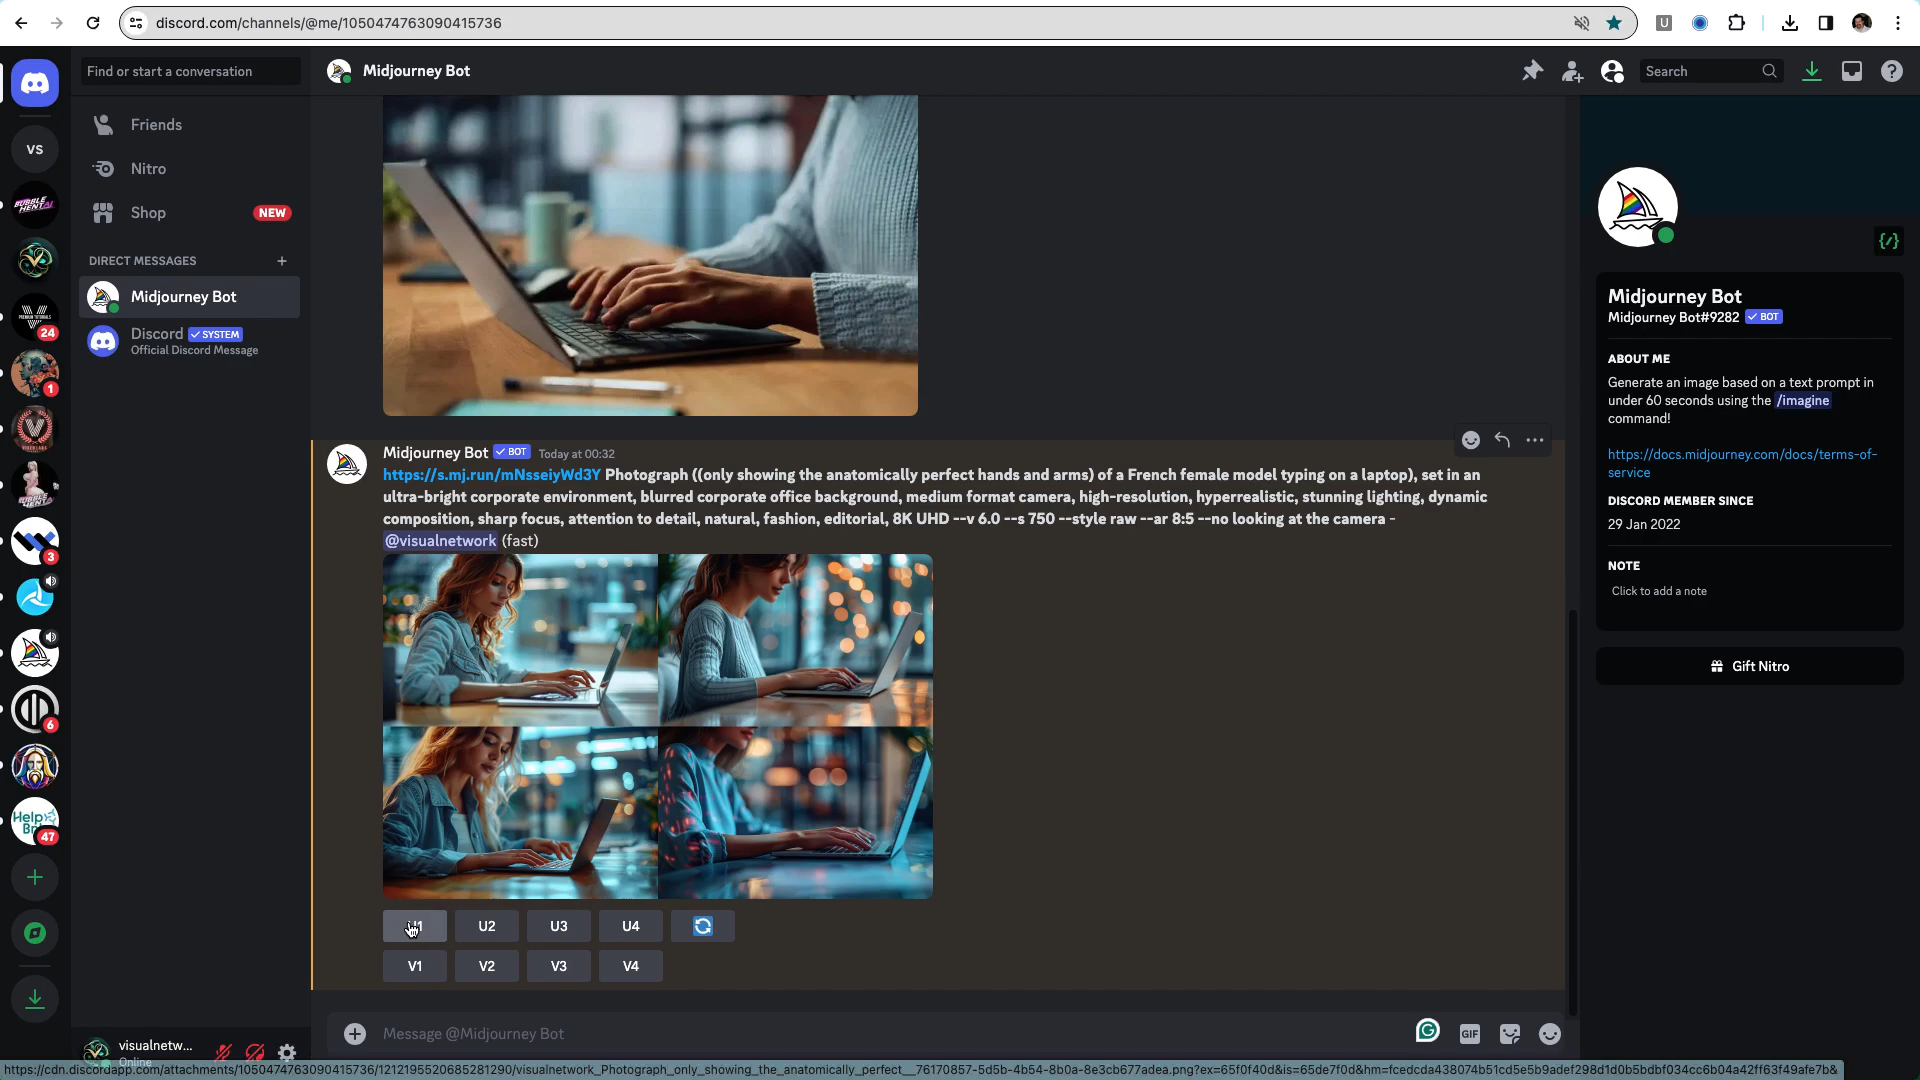 discord.com/channels/@me/1050474763090415736
Find or start a conversation
Midjourney Bot
Search
VS
Friends
Nitro
Shop NEW
DIRECT MESSAGES +
Midjourney Bot
Discord SYSTEM
Official Discord Message
24
1
3
6
Help
47
Midjourney Bot BOT Today at 00:32
https://s.mj.run/mNsseiyWd3Y Photograph ((only showing the anatomically perfect hands and arms) of a French female model typing on a laptop), set in an
ultra-bright corporate environment, blurred corporate office background, medium format camera, high-resolution, hyperrealistic, stunning lighting, dynamic
composition, sharp focus, attention to detail, natural, fashion, editorial, 8K UHD --v 6.0 --s 750 --style raw --ar 8:5 --no looking at the camera -
@visualnetwork (fast)
U1 U2 U3 U4
V1 V2 V3 V4
Message @Midjourney Bot
GIF
visualnetw...
Online
Midjourney Bot
Midjourney Bot#9282 BOT
ABOUT ME
Generate an image based on a text prompt in
under 60 seconds using the /imagine
command!
https://docs.midjourney.com/docs/terms-of-
service
DISCORD MEMBER SINCE
29 Jan 2022
NOTE
Click to add a note
Gift Nitro
https://cdn.discordapp.com/attachments/1050474763090415736/1212195520685281290/visualnetwork_Photograph_only_showing_the_anatomically_perfect__76170857-5d5b-4b54-8b0a-8e3cb677adea.png?ex=65f0f40d&is=65de7f0d&hm=fcedcda438074b51cd5e5b9adef298d1d0b5bdbf034cc6b04a42ff63f49afe7b&